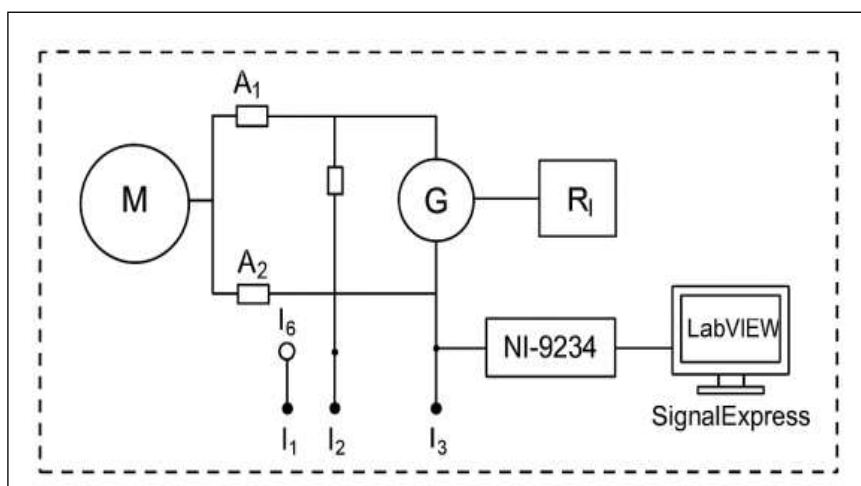 A₁
M
G
Rₗ
A₂
I₆
NI-9234
LabVIEW
SignalExpress
I₁ I₂ I₃